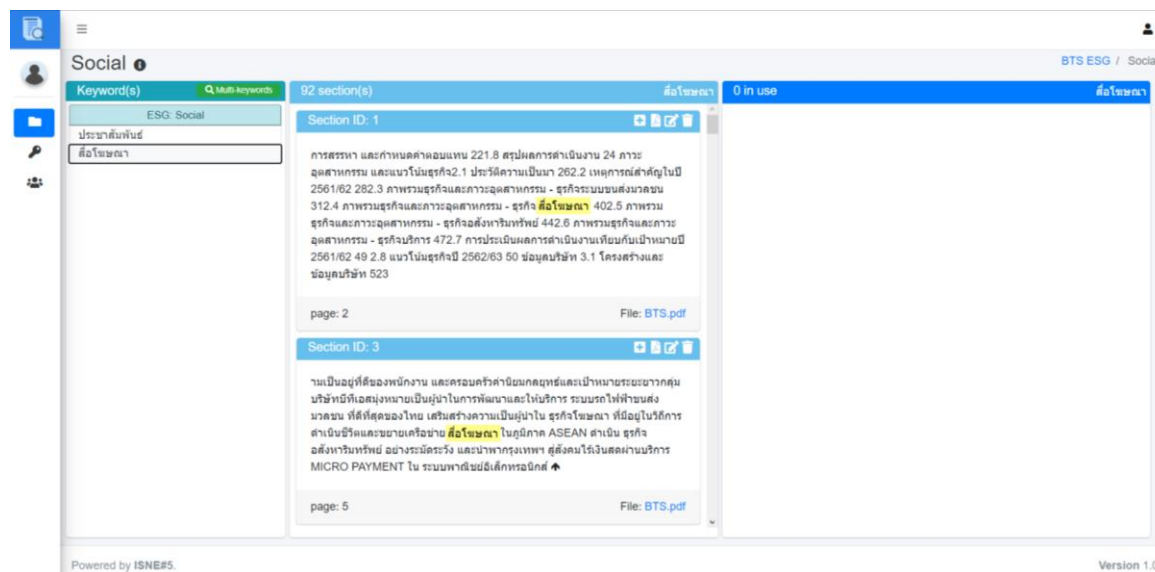 Social
BTS ESG / Socia
Keyword(s)
Multi-keywords
ESG: Social
ประชาสัมพันธ์
สื่อโฆษณา
92 section(s) สื่อโฆษณา
Section ID: 1
การสรรหา และกำหนดค่าตอบแทน 221.8 สรุปผลการดำเนินงาน 24 ภาวะ
อุตสาหกรรม และแนวโน้มธุรกิจ2.1 ประวัติความเป็นมา 262.2 เหตุการณ์สำคัญในปี
2561/62 282.3 ภาพรวมธุรกิจและภาวะอุตสาหกรรม - ธุรกิจระบบขนส่งมวลชน
312.4 ภาพรวมธุรกิจและภาวะอุตสาหกรรม - ธุรกิจ สื่อโฆษณา 402.5 ภาพรวม
ธุรกิจและภาวะอุตสาหกรรม - ธุรกิจอสังหาริมทรัพย์ 442.6 ภาพรวมธุรกิจและภาวะ
อุตสาหกรรม - ธุรกิจบริการ 472.7 การประเมินผลการดำเนินงานเทียบกับเป้าหมายปี
2561/62 49 2.8 แนวโน้มธุรกิจปี 2562/63 50 ข้อมูลบริษัท 3.1 โครงสร้างและ
ข้อมูลบริษัท 523
page: 2 File: BTS.pdf
Section ID: 3
ามเป็นอยู่ที่ดีของพนักงาน และครอบครัวค่านิยมกลยุทธ์และเป้าหมายระยะยาวกลุ่ม
บริษัทบีทีเอสมุ่งหมายเป็นผู้นำในการพัฒนาและให้บริการ ระบบรถไฟฟ้าขนส่ง
มวลชน ที่ดีที่สุดของไทย เสริมสร้างความเป็นผู้นำใน ธุรกิจโฆษณา ที่มีอยู่ในวิถีการ
ดำเนินชีวิตและขยายเครือข่าย สื่อโฆษณา ในภูมิภาค ASEAN ดำเนิน ธุรกิจ
อสังหาริมทรัพย์ อย่างระมัดระวัง และนำพากรุงเทพฯ สู่สังคมไร้เงินสดผ่านบริการ
MICRO PAYMENT ใน ระบบพาณิชย์อิเล็กทรอนิกส์
page: 5 File: BTS.pdf
0 in use สื่อโฆษณา
Powered by ISNE#5.
Version 1.0